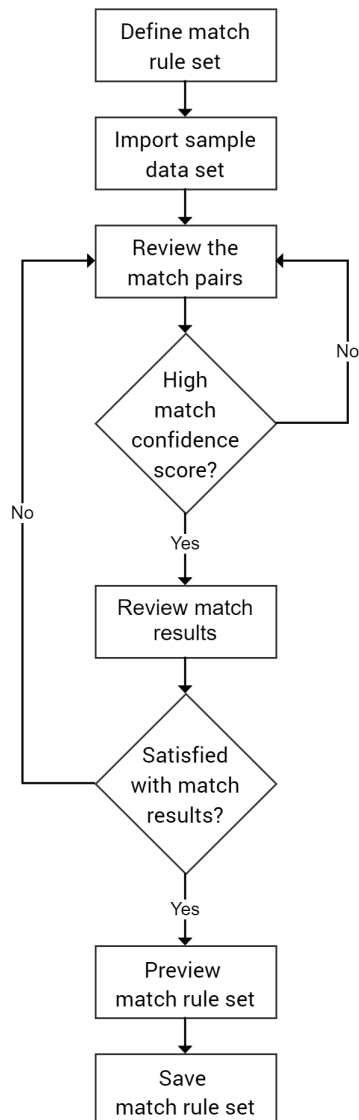 Define match
rule set
Import sample
data set
Review the
match pairs
High
match
confidence
score?
No
No
Yes
Review match
results
Satisfied
with match
results?
Yes
Preview
match rule set
Save
match rule set